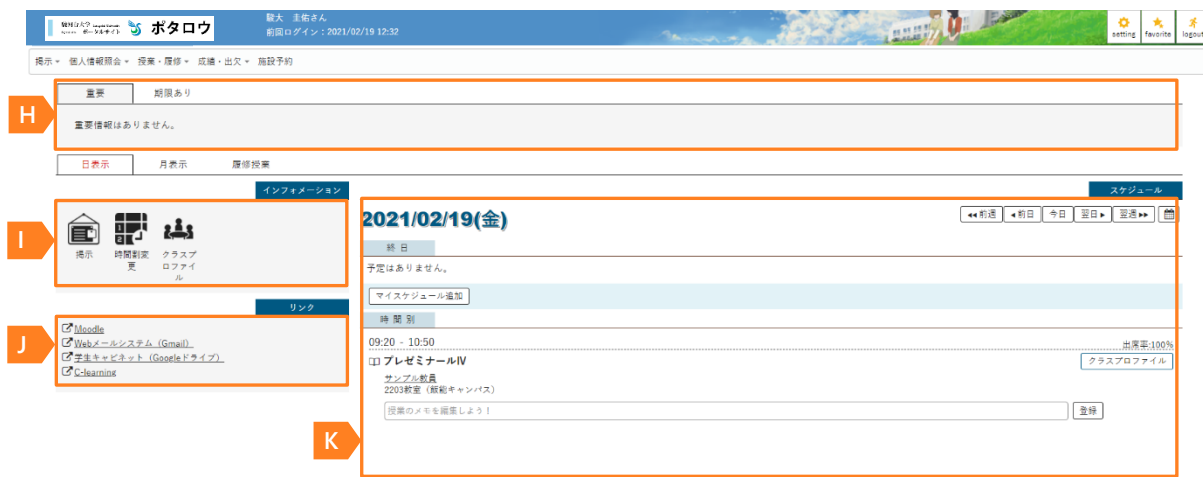 駿河台大学
ポータルサイト
ポタロウ
駿大 圭佑さん
前回ログイン：2021/02/19 12:32
setting favorite logout
掲示 個人情報照会 授業・履修 成績・出欠 施設予約
H
重要 期限あり
重要情報はありません。
日表示 月表示 履修授業
インフォメーション
I
掲示
時間割変
更
クラスプ
ロファイ
ル
リンク
J
Moodle
Webメールシステム（Gmail）
学生キャビネット（Googleドライブ）
C-learning
スケジュール
2021/02/19(金)
前週 前日 今日 翌日 翌週
終日
予定はありません。
マイスケジュール追加
時間別
09:20 - 10:50
出席率:100%
プレゼミナールⅣ
クラスプロファイル
サンプル教員
2203教室（飯能キャンパス）
授業のメモを編集しよう！
登録
K